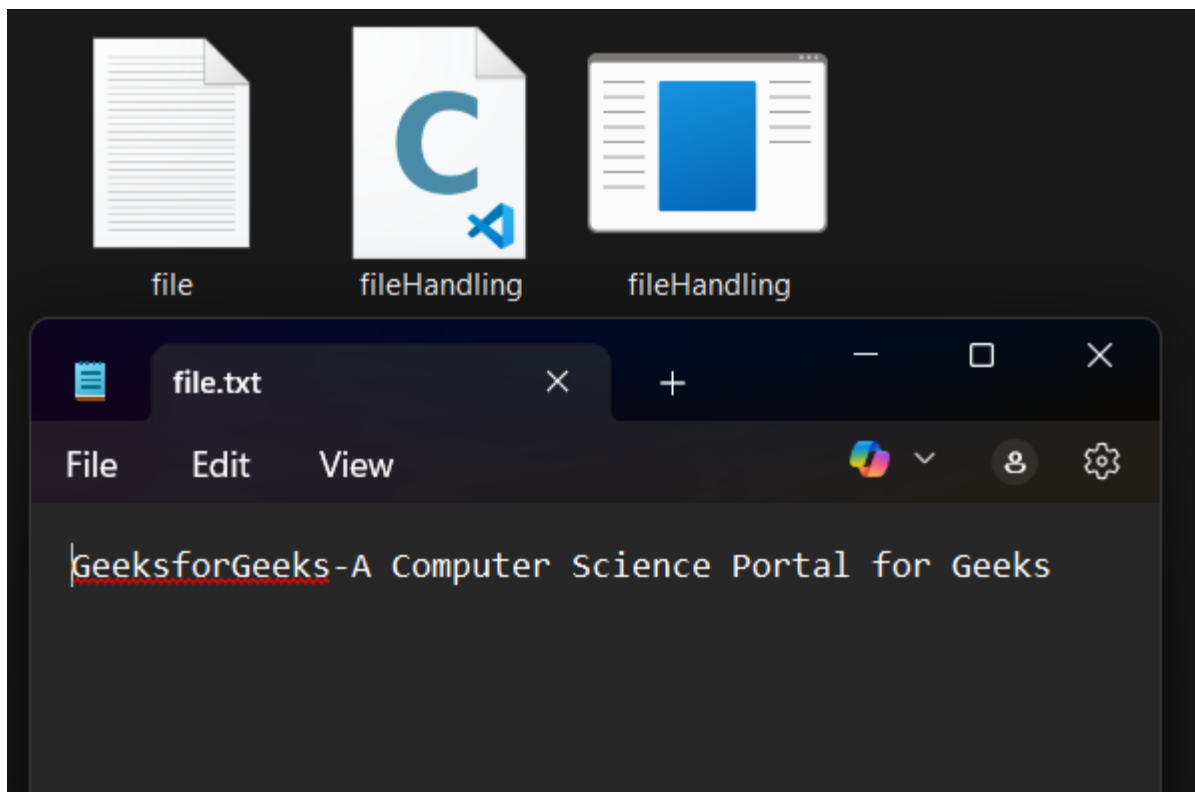 C
file
fileHandling
fileHandling
file.txt
File Edit View
GeeksforGeeks-A Computer Science Portal for Geeks